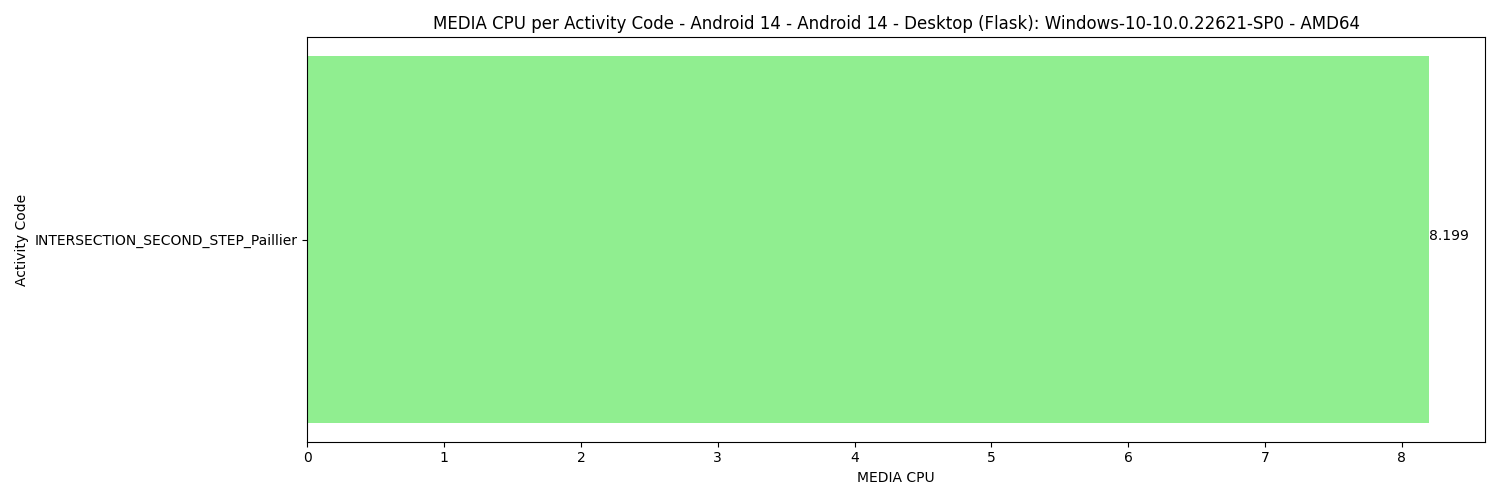 MEDIA CPU per Activity Code - Android 14 - Android 14 - Desktop (Flask): Windows-10-10.0.22621-SP0 - AMD64
Activity Code
INTERSECTION_SECOND_STEP_Paillier
8.199
0 1 2 3 4 5 6 7 8
MEDIA CPU